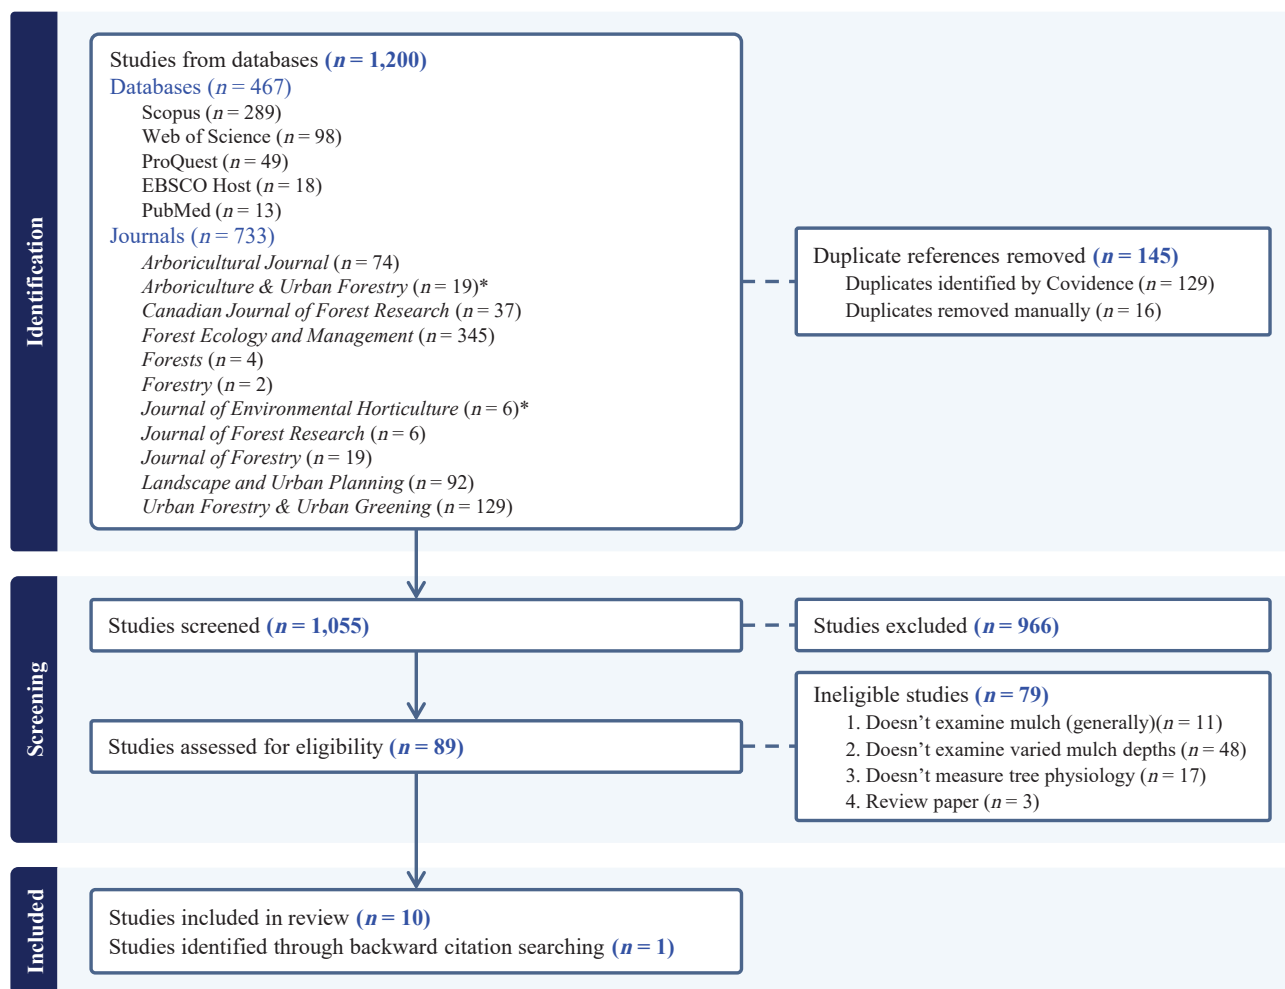 Identification
Studies from databases (n = 1,200)
Databases (n = 467)
Scopus (n = 289)
Web of Science (n = 98)
ProQuest (n = 49)
EBSCO Host (n = 18)
PubMed (n = 13)
Journals (n = 733)
Arboricultural Journal (n = 74)
Arboriculture & Urban Forestry (n = 19)*
Canadian Journal of Forest Research (n = 37)
Forest Ecology and Management (n = 345)
Forests (n = 4)
Forestry (n = 2)
Journal of Environmental Horticulture (n = 6)*
Journal of Forest Research (n = 6)
Journal of Forestry (n = 19)
Landscape and Urban Planning (n = 92)
Urban Forestry & Urban Greening (n = 129)
Duplicate references removed (n = 145)
Duplicates identified by Covidence (n = 129)
Duplicates removed manually (n = 16)
Screening
Studies screened (n = 1,055)
Studies excluded (n = 966)
Studies assessed for eligibility (n = 89)
Ineligible studies (n = 79)
1. Doesn’t examine mulch (generally)(n = 11)
2. Doesn’t examine varied mulch depths (n = 48)
3. Doesn’t measure tree physiology (n = 17)
4. Review paper (n = 3)
Included
Studies included in review (n = 10)
Studies identified through backward citation searching (n = 1)